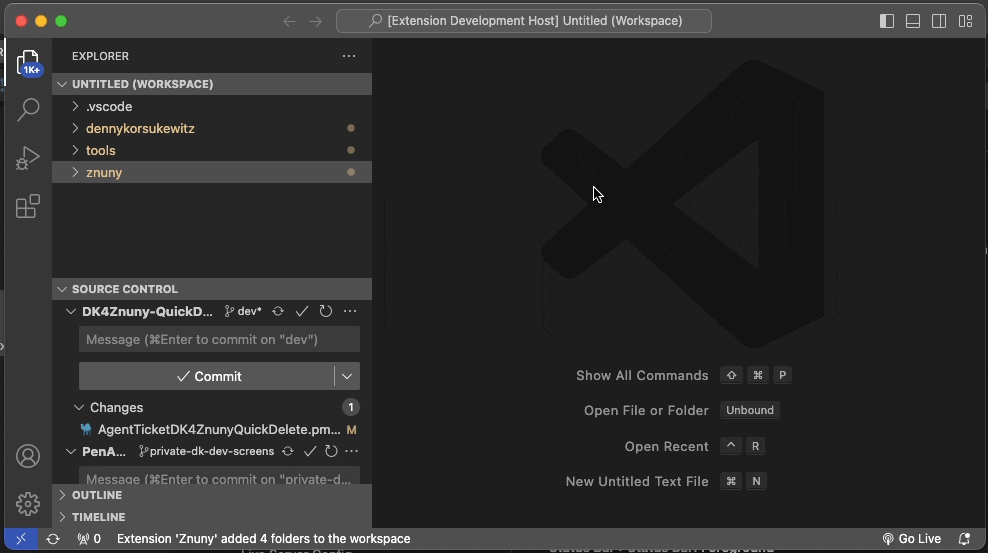 [Extension Development Host] Untitled (Workspace)
EXPLORER
1K+
UNTITLED (WORKSPACE)
.vscode
dennykorsukewitz
tools
znuny
SOURCE CONTROL
DK4Znuny-QuickD... dev*
Message (⌘Enter to commit on "dev")
Commit
Changes 1
AgentTicketDK4ZnunyQuickDelete.pm... M
PenA... private-dk-dev-screens
Message (⌘Enter to commit on "private-d...
OUTLINE
TIMELINE
Show All Commands ⇧ ⌘ P
Open File or Folder Unbound
Open Recent ^ R
New Untitled Text File ⌘ N
0 Extension 'Znuny' added 4 folders to the workspace Go Live